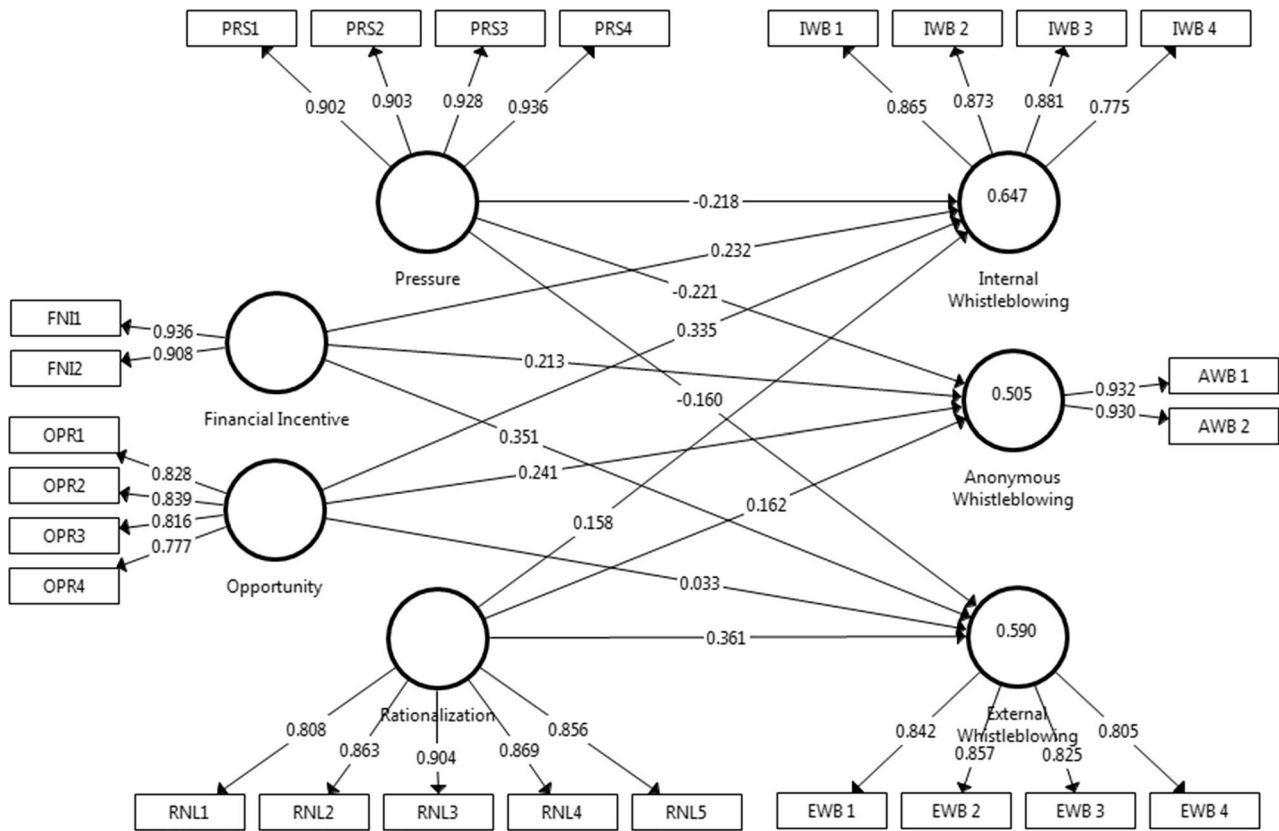 PRS1 PRS2 PRS3 PRS4 IWB 1 IWB 2 IWB 3 IWB 4
0.902 0.903 0.928 0.936 0.865 0.873 0.881 0.775
0.647
-0.218
Pressure
Internal
Whistleblowing
0.232
-0.221
0.335
FNI1
FNI2
0.936
0.908
Financial Incentive
0.213
-0.160
0.505
0.932
0.930
AWB 1
AWB 2
Anonymous
Whistleblowing
OPR1
OPR2
OPR3
OPR4
0.828
0.839
0.816
0.777
Opportunity
0.351
0.241
0.162
0.158
0.033
0.361
0.590
Rationalization
External
Whistleblowing
0.808 0.863 0.904 0.869 0.856
0.842 0.857 0.825 0.805
RNL1 RNL2 RNL3 RNL4 RNL5 EWB 1 EWB 2 EWB 3 EWB 4